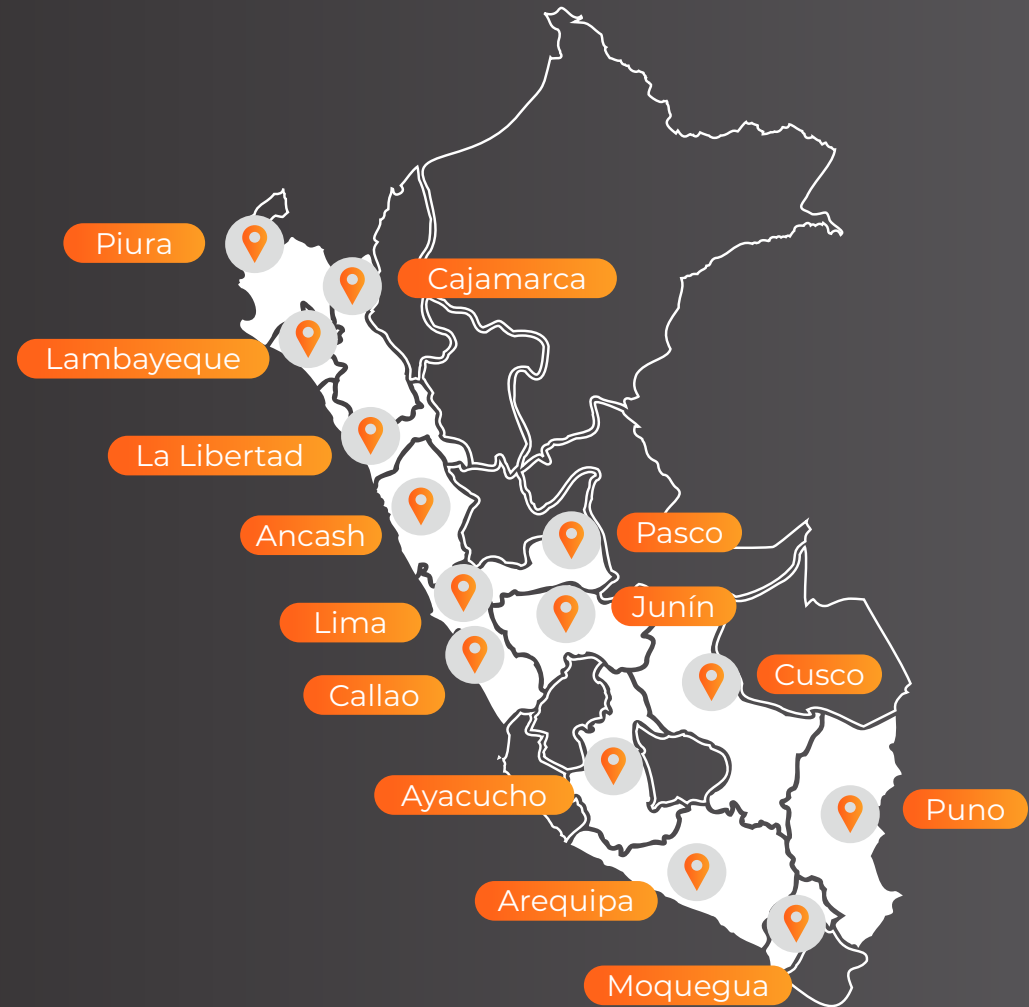 Piura
Cajamarca
Lambayeque
La Libertad
Ancash
Pasco
Junín
Lima
Cusco
Callao
Ayacucho
Puno
Arequipa
Moquegua